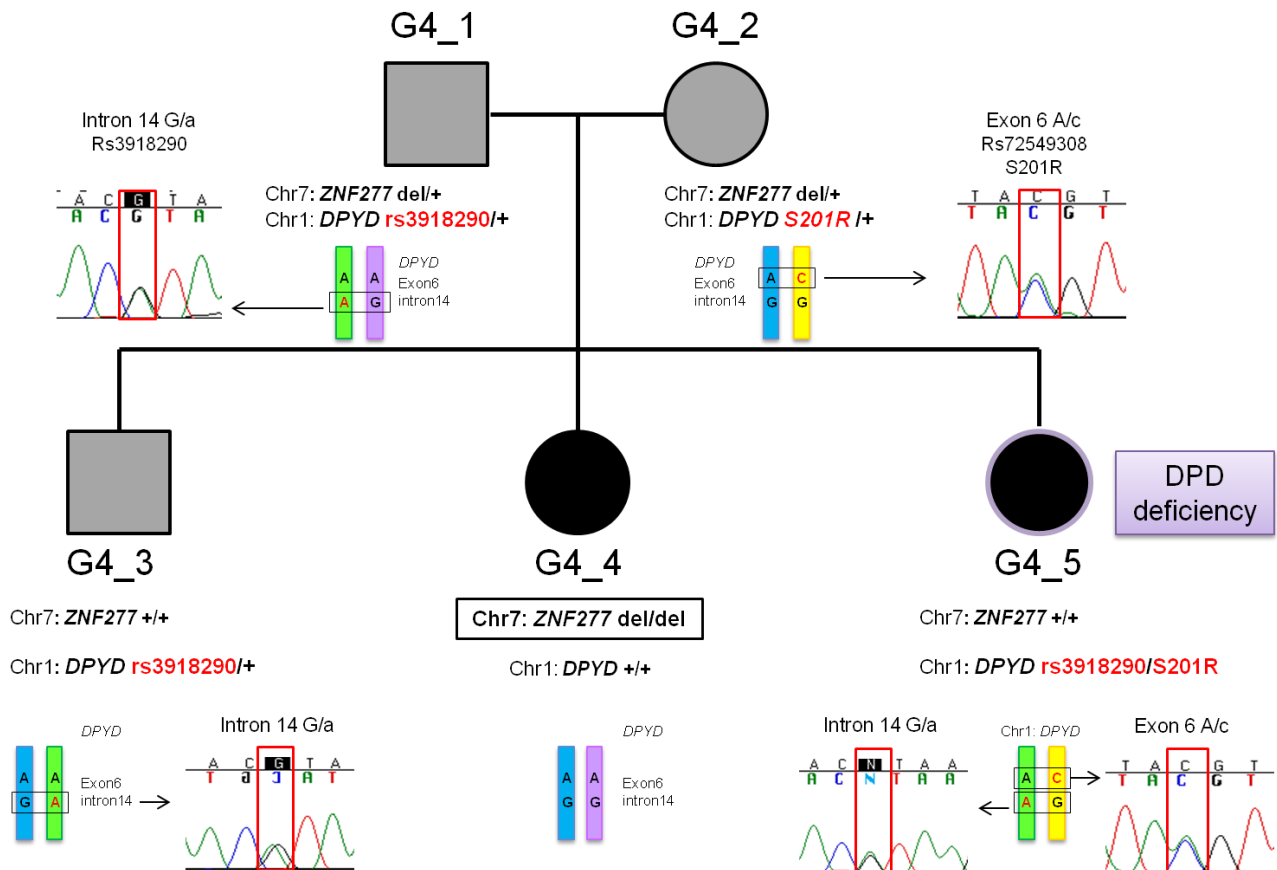 G4_1
G4_2
Intron 14 G/a
Rs3918290
A C G T A
A C G T A
Chr7: ZNF277 del/+
Chr1: DPYD rs3918290/+
DPYD
Exon6
intron14
A A
A G
Chr7: ZNF277 del/+
Chr1: DPYD S201R /+
DPYD
Exon6
intron14
A C
G G
Exon 6 A/c
Rs72549308
S201R
T A C G T
T A C G T
G4_3
G4_4
G4_5
DPD
deficiency
Chr7: ZNF277 +/+
Chr1: DPYD rs3918290/+
Chr7: ZNF277 del/del
Chr1: DPYD +/+
Chr7: ZNF277 +/+
Chr1: DPYD rs3918290/S201R
DPYD
Exon6
intron14
A A
G A
Intron 14 G/a
A C G T A
DPYD
Exon6
intron14
A A
G G
Intron 14 G/a
A C N T A A
A C N T A A
Chr1: DPYD
A C
A G
Exon 6 A/c
T A C G T
T A C G T